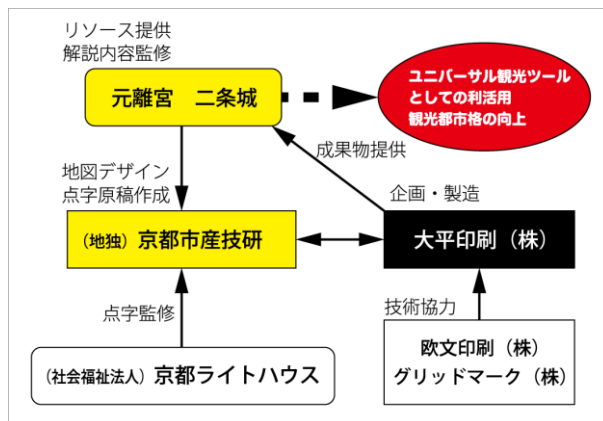 リソース提供
解説内容監修
元離宮　二条城
ユニバーサル観光ツール
としての利活用
観光都市格の向上
成果物提供
地図デザイン
点字原稿作成
企画・製造
（地独）京都市産技研
大平印刷（株）
点字監修
技術協力
（社会福祉法人）京都ライトハウス
欧文印刷（株）
グリッドマーク（株）